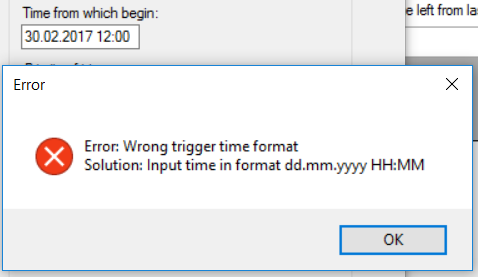 Time from which begin:
e left from la
30.02.2017 12:00
Error
Error: Wrong trigger time format
Solution: Input time in format dd.mm.yyyy HH:MM
OK